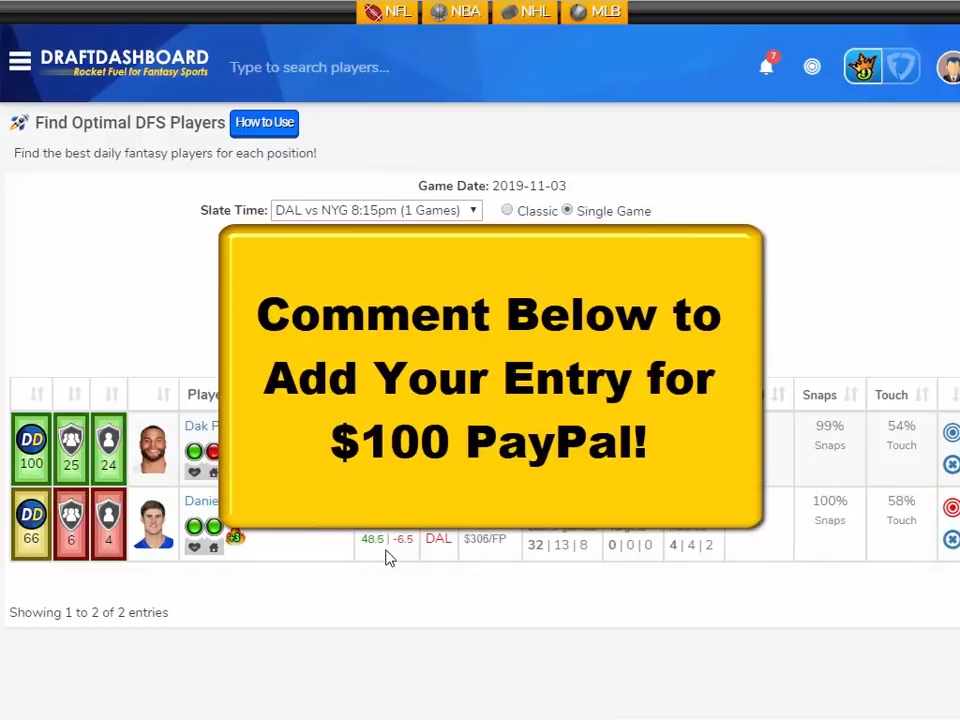 NFL NBA NHL MLB
DRAFTDASHBOARD
Rocket Fuel for Fantasy Sports
Type to search players...
7
Find Optimal DFS Players How to Use
Find the best daily fantasy players for each position!
Game Date: 2019-11-03
Slate Time: DAL vs NYG 8:15pm (1 Games) Classic Single Game
Comment Below to
Add Your Entry for
$100 PayPal!
Snaps Touch
Dak
99% 54%
Snaps Touch
DD
100 25 24
100% 58%
Snaps Touch
DD
66 6 4
48.5 | -6.5 DAL $306/FP
32 | 13 | 8 0 | 0 | 0 4 | 4 | 2
Showing 1 to 2 of 2 entries